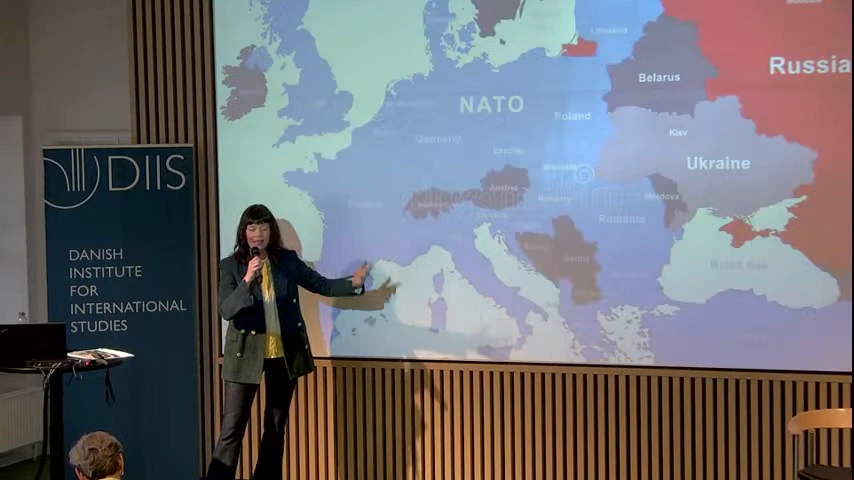 DIIS
DANISH
INSTITUTE
FOR
INTERNATIONAL
STUDIES
Lithuania
Russia
Belarus
NATO
Poland
Kiev
Germany
Ukraine
Austria
Hungary
Moldova
Romania
Serbia
Black Sea